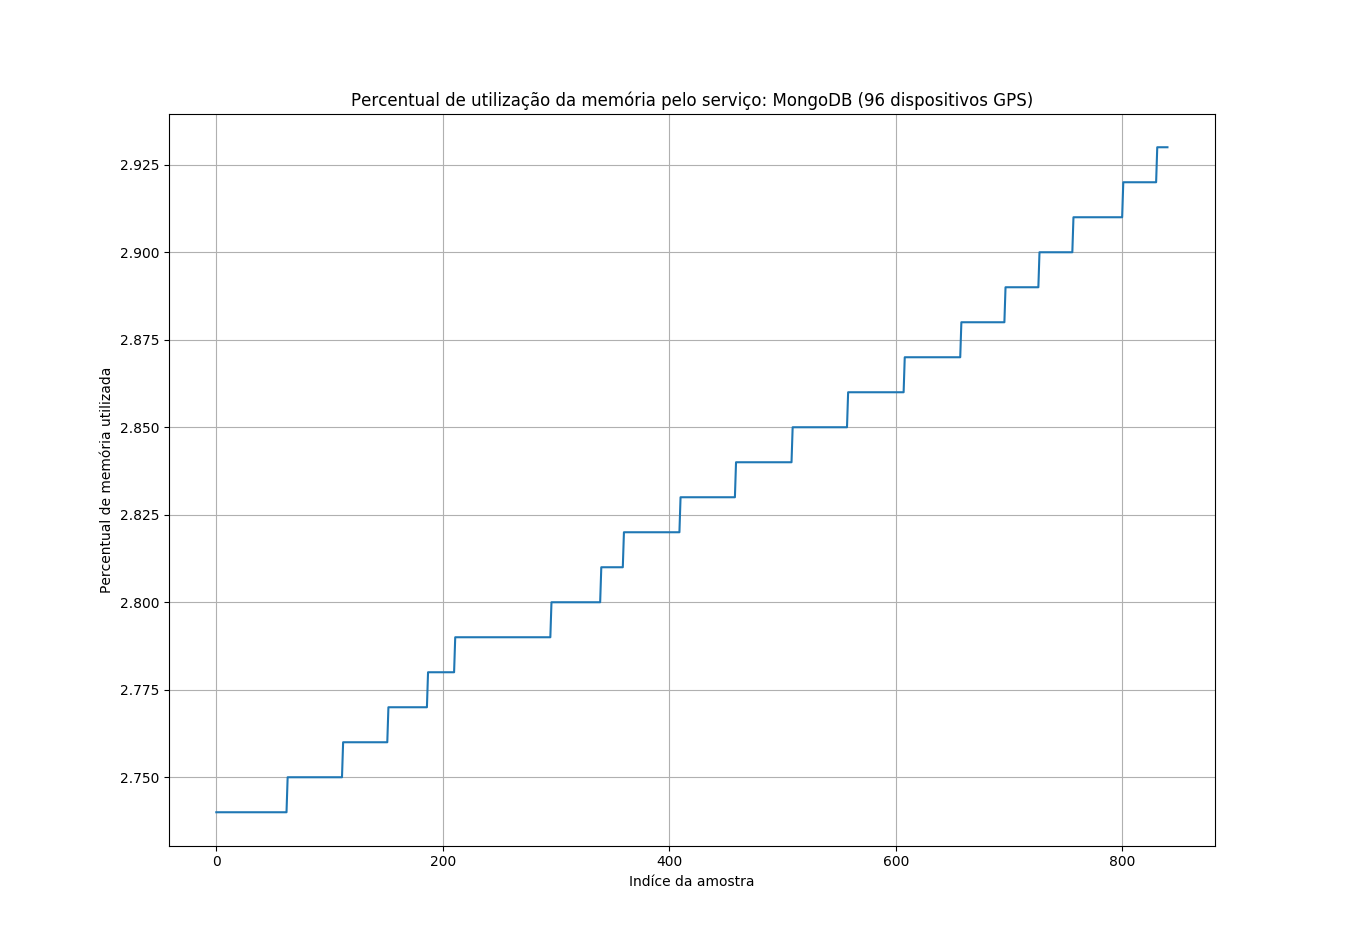 Percentual de utilização da memória pelo serviço: MongoDB (96 dispositivos GPS)
2.925
2.900
2.875
2.850
2.825
2.800
2.775
2.750
Percentual de memória utilizada
0 200 400 600 800
Indíce da amostra